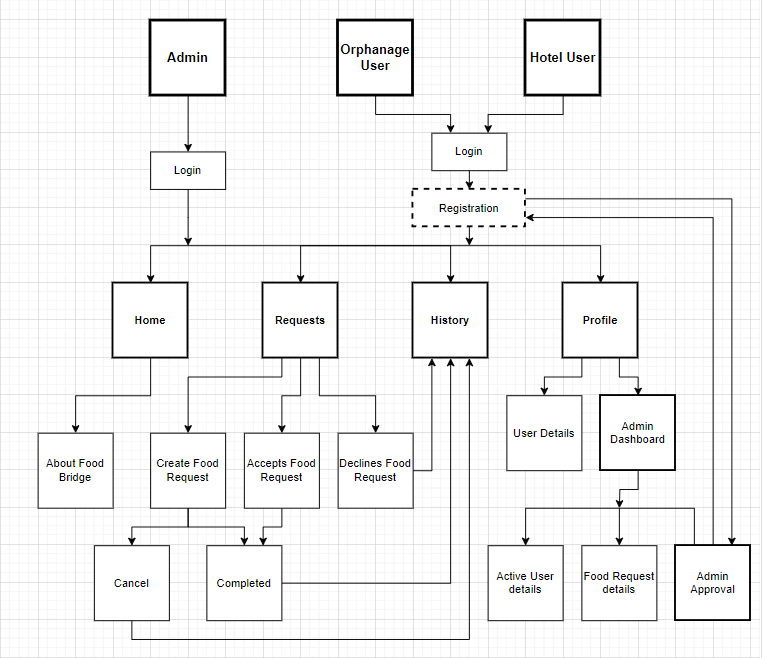 Admin
Orphanage
User
Hotel User
Login
Login
Registration
Home
Requests
History
Profile
User Details
Admin
Dashboard
About Food
Bridge
Create Food
Request
Accepts Food
Request
Declines Food
Request
Cancel
Completed
Active User
details
Food Request
details
Admin
Approval